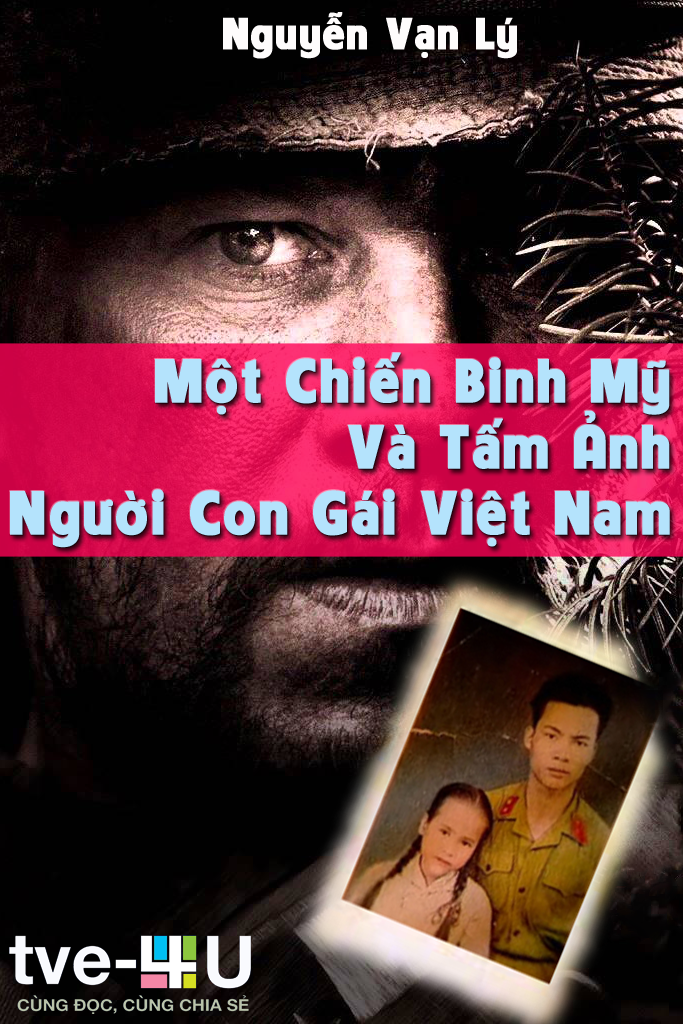 Nguyễn Vạn Lý
Một Chiến Binh Mỹ
Và Tấm Ảnh
Người Con Gái Việt Nam
tve-4U
CÙNG ĐỌC, CÙNG CHIA SẺ